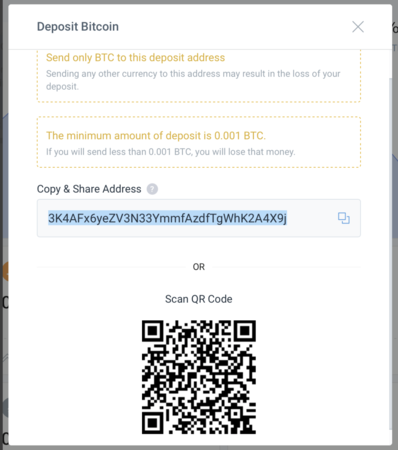 Deposit Bitcoin
Send only BTC to this deposit address
Sending any other currency to this address may result in the loss of your
deposit.
The minimum amount of deposit is 0.001 BTC.
If you will send less than 0.001 BTC, you will lose that money.
Copy & Share Address ?
3K4AFx6yeZV3N33YmmfAzdfTgWhK2A4X9j
OR
Scan QR Code